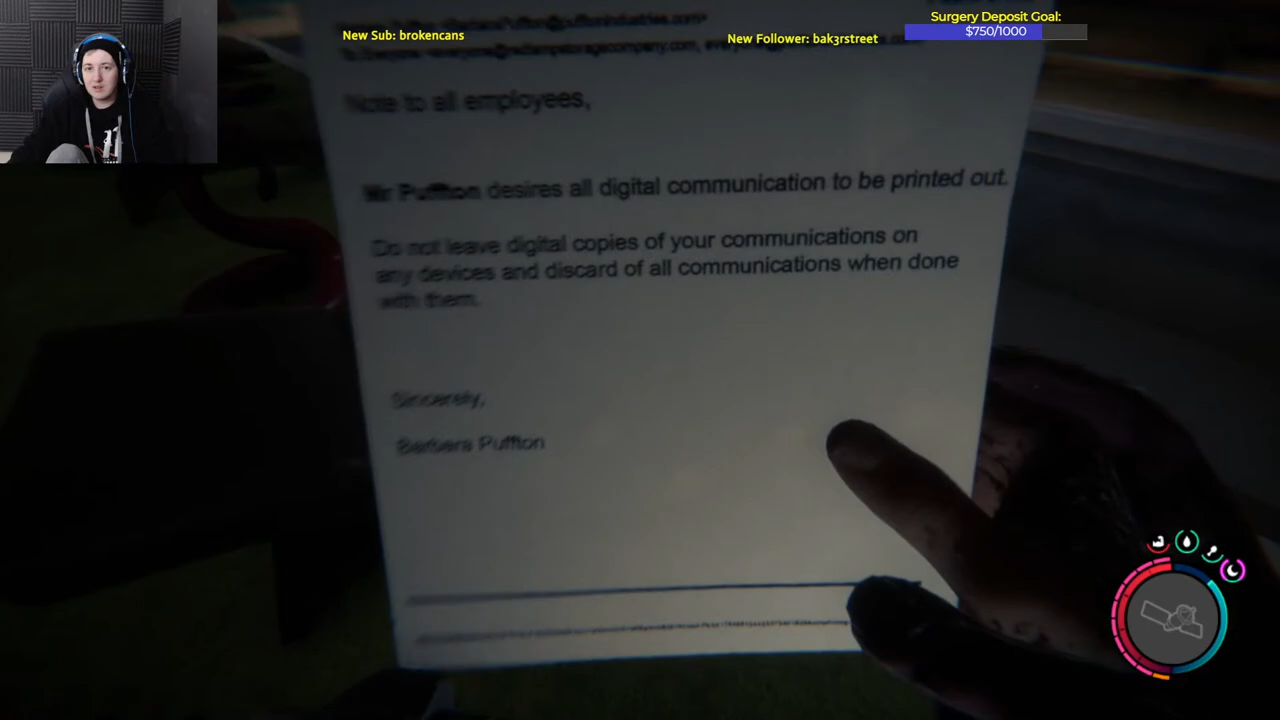 Surgery Deposit Goal:
$750/1000
New Sub: brokencans
New Follower: bak3rstreet
Note to all employees,
Mr Puffton desires all digital communication to be printed out.
Do not leave digital copies of your communications on
any devices and discard of all communications when done
with them.
Sincerely,
Barbara Puffton